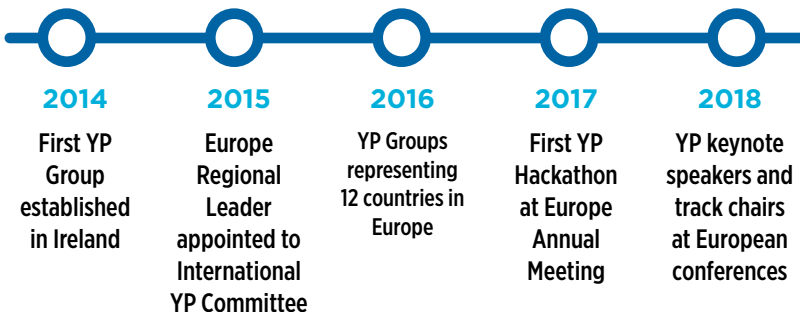 2014
First YP
Group
established
in Ireland
2015
Europe
Regional
Leader
appointed to
International
YP Committee
2016
YP Groups
representing
12 countries in
Europe
2017
First YP
Hackathon
at Europe
Annual
Meeting
2018
YP keynote
speakers and
track chairs
at European
conferences